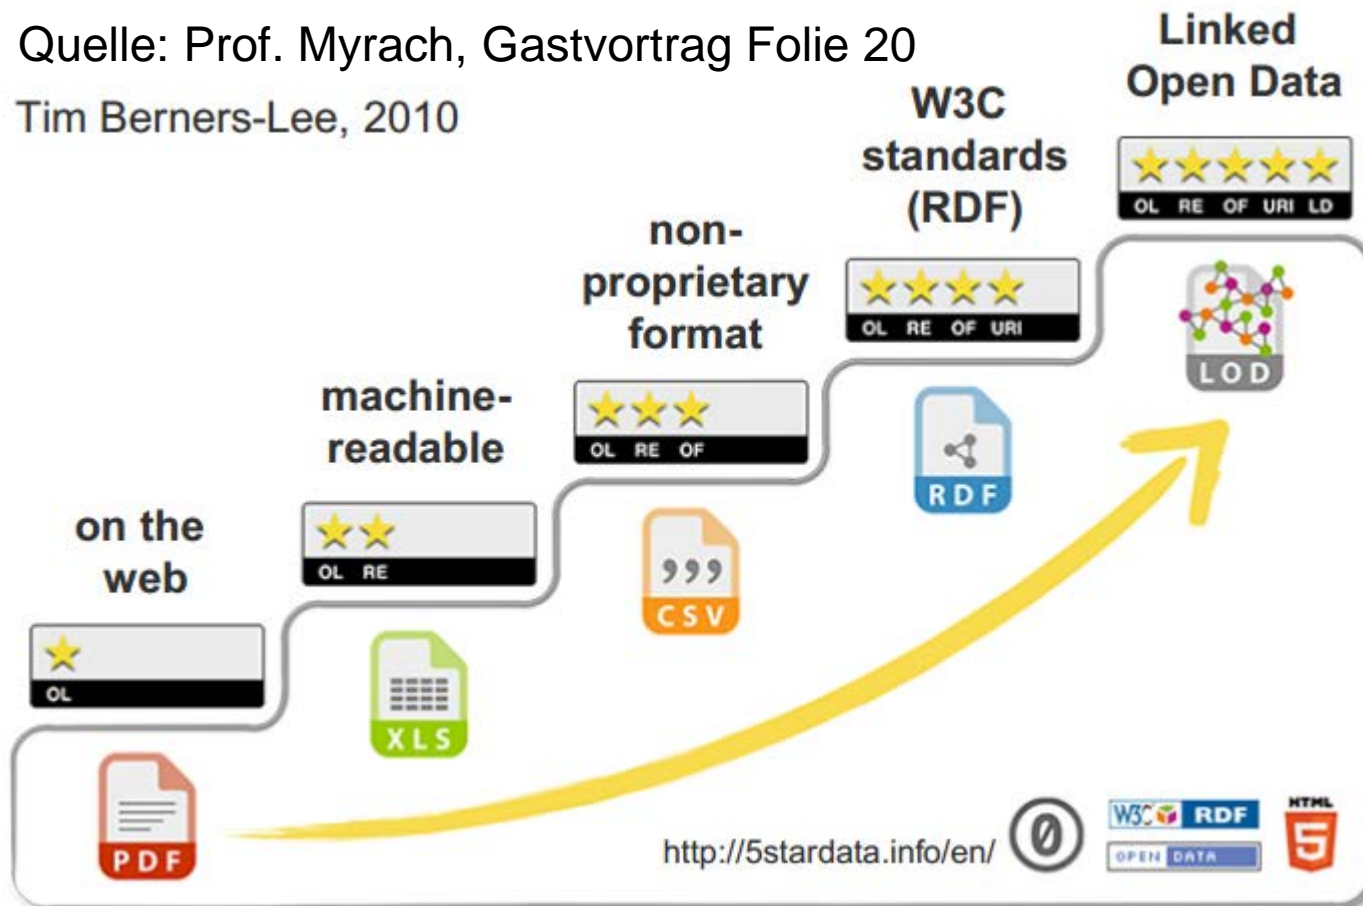 Quelle: Prof. Myrach, Gastvortrag Folie 20
Tim Berners-Lee, 2010
on the
web
OL
PDF
machine-
readable
OL RE
XLS
non-
proprietary
format
OL RE OF
,,,
CSV
W3C
standards
(RDF)
OL RE OF URI
RDF
Linked
Open Data
OL RE OF URI LD
LOD
http://5stardata.info/en/
0
W3C RDF
OPEN DATA
HTML
5